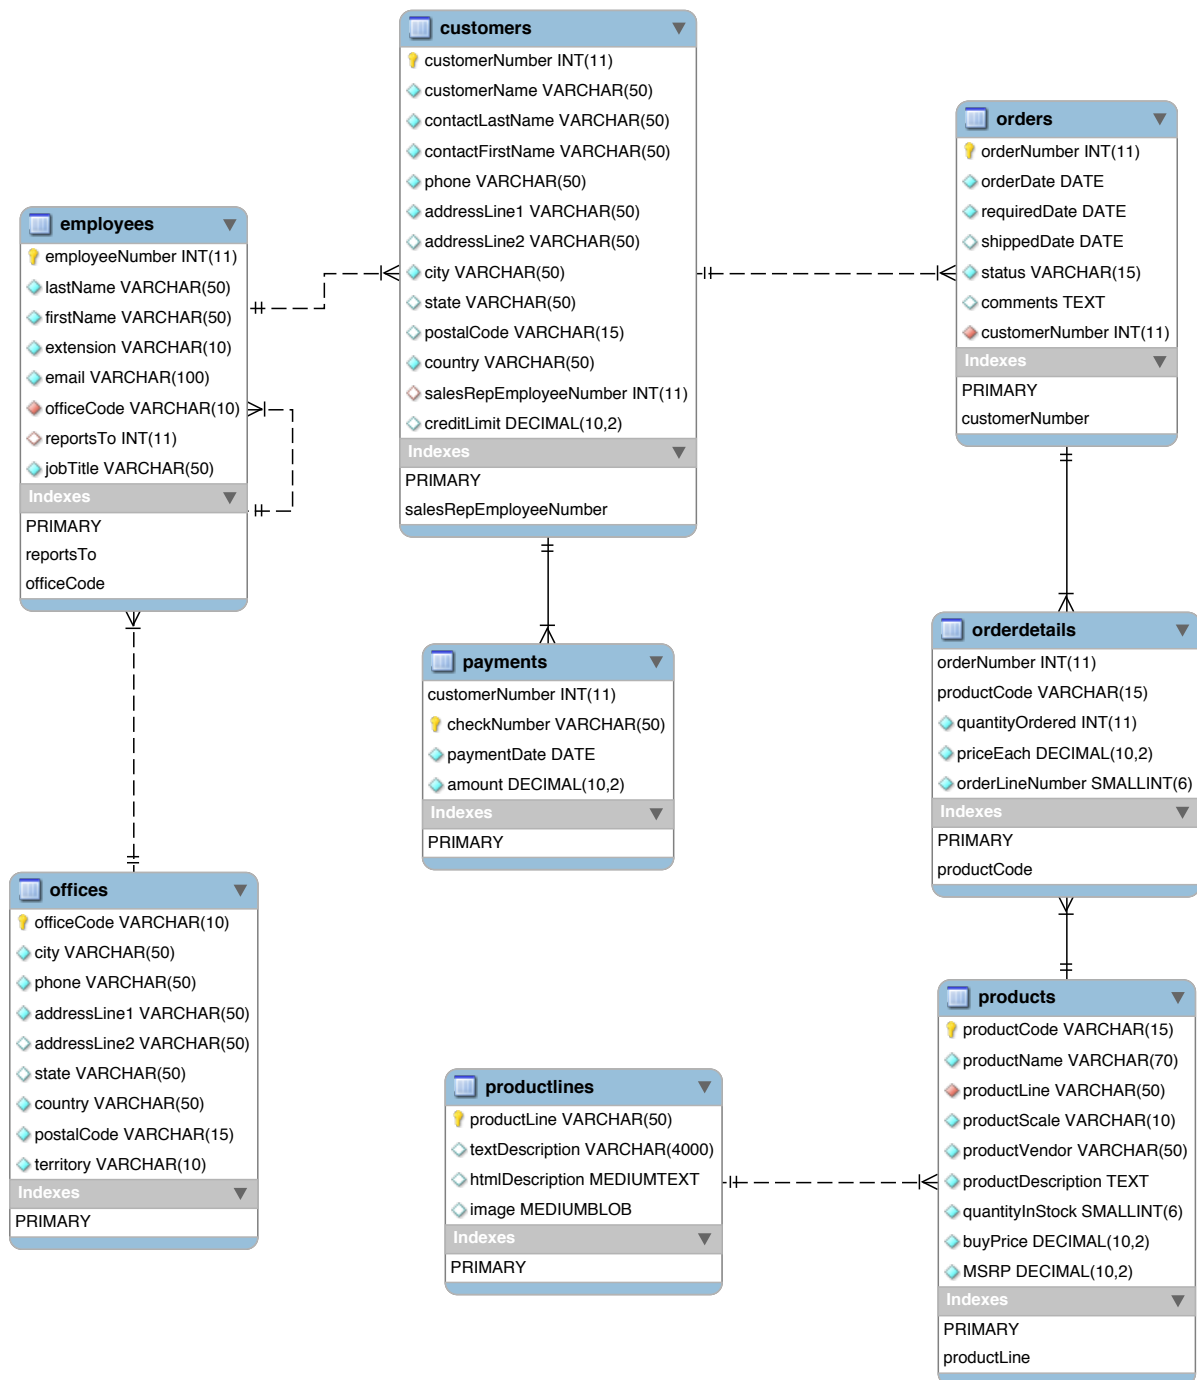 customers
customerNumber INT(11)
customerName VARCHAR(50)
contactLastName VARCHAR(50)
contactFirstName VARCHAR(50)
phone VARCHAR(50)
addressLine1 VARCHAR(50)
addressLine2 VARCHAR(50)
city VARCHAR(50)
state VARCHAR(50)
postalCode VARCHAR(15)
country VARCHAR(50)
salesRepEmployeeNumber INT(11)
creditLimit DECIMAL(10,2)
Indexes
PRIMARY
salesRepEmployeeNumber
orders
orderNumber INT(11)
orderDate DATE
requiredDate DATE
shippedDate DATE
status VARCHAR(15)
comments TEXT
customerNumber INT(11)
Indexes
PRIMARY
customerNumber
employees
employeeNumber INT(11)
lastName VARCHAR(50)
firstName VARCHAR(50)
extension VARCHAR(10)
email VARCHAR(100)
officeCode VARCHAR(10)
reportsTo INT(11)
jobTitle VARCHAR(50)
Indexes
PRIMARY
reportsTo
officeCode
payments
customerNumber INT(11)
checkNumber VARCHAR(50)
paymentDate DATE
amount DECIMAL(10,2)
Indexes
PRIMARY
orderdetails
orderNumber INT(11)
productCode VARCHAR(15)
quantityOrdered INT(11)
priceEach DECIMAL(10,2)
orderLineNumber SMALLINT(6)
Indexes
PRIMARY
productCode
offices
officeCode VARCHAR(10)
city VARCHAR(50)
phone VARCHAR(50)
addressLine1 VARCHAR(50)
addressLine2 VARCHAR(50)
state VARCHAR(50)
country VARCHAR(50)
postalCode VARCHAR(15)
territory VARCHAR(10)
Indexes
PRIMARY
productlines
productLine VARCHAR(50)
textDescription VARCHAR(4000)
htmlDescription MEDIUMTEXT
image MEDIUMBLOB
Indexes
PRIMARY
products
productCode VARCHAR(15)
productName VARCHAR(70)
productLine VARCHAR(50)
productScale VARCHAR(10)
productVendor VARCHAR(50)
productDescription TEXT
quantityInStock SMALLINT(6)
buyPrice DECIMAL(10,2)
MSRP DECIMAL(10,2)
Indexes
PRIMARY
productLine